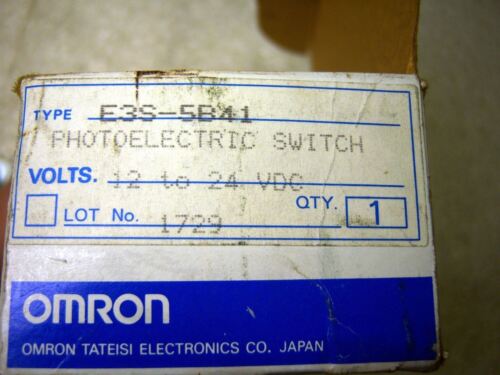 TYPE E3S-5B41
PHOTOELECTRIC SWITCH
VOLTS. 12 to 24 VDC
LOT No. 1729 QTY. 1
OMRON
OMRON TATEISI ELECTRONICS CO. JAPAN